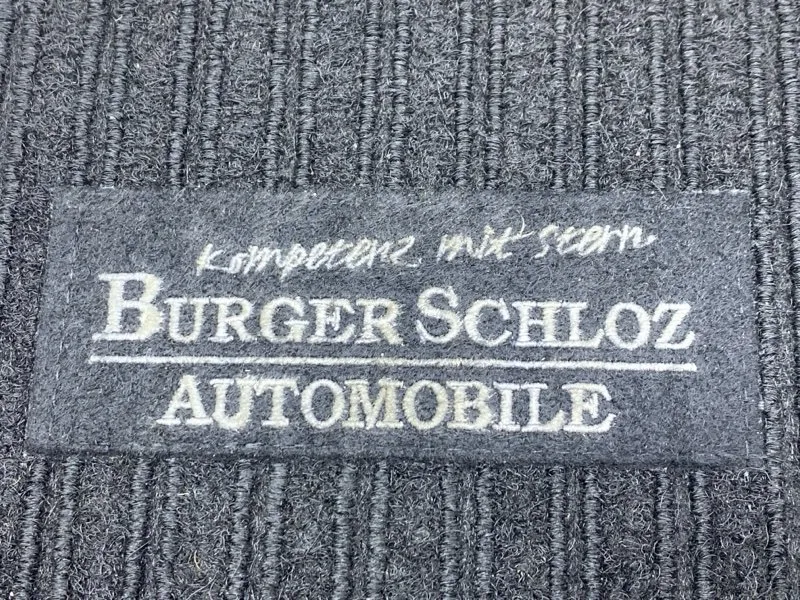 Kompetenz mit Stern
BURGER SCHLOZ
AUTOMOBILE